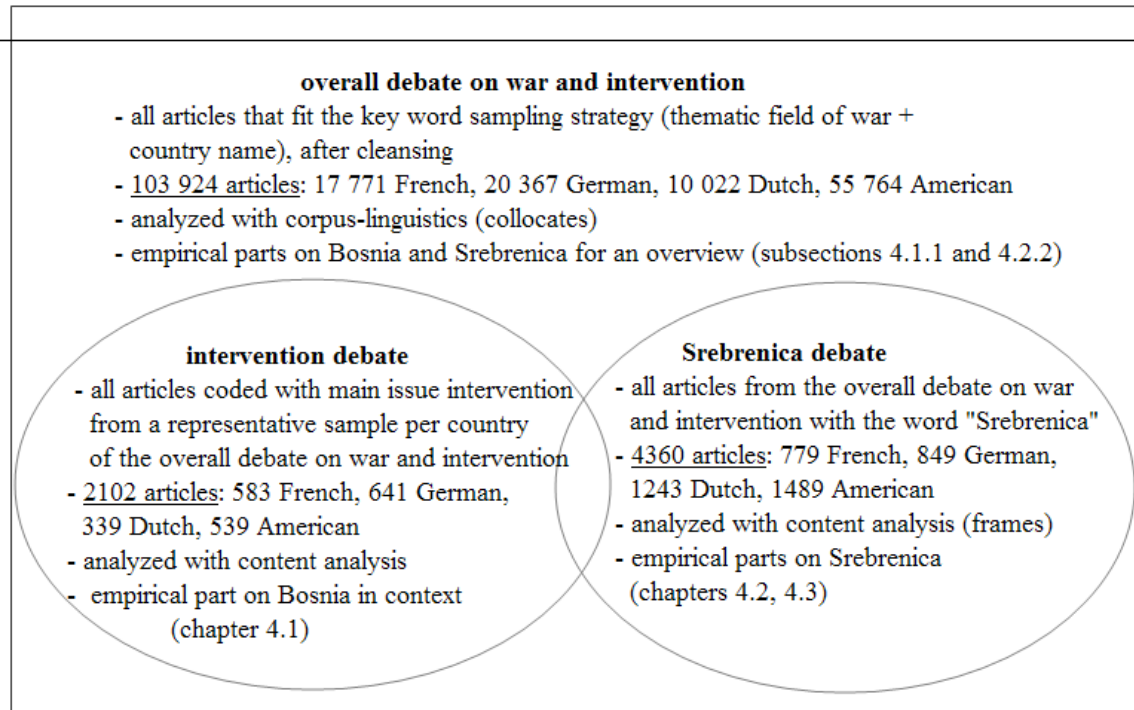 overall debate on war and intervention
- all articles that fit the key word sampling strategy (thematic field of war +
country name), after cleansing
- 103 924 articles: 17 771 French, 20 367 German, 10 022 Dutch, 55 764 American
- analyzed with corpus-linguistics (collocates)
- empirical parts on Bosnia and Srebrenica for an overview (subsections 4.1.1 and 4.2.2)
intervention debate
- all articles coded with main issue intervention
from a representative sample per country
of the overall debate on war and intervention
- 2102 articles: 583 French, 641 German,
339 Dutch, 539 American
- analyzed with content analysis
- empirical part on Bosnia in context
(chapter 4.1)
Srebrenica debate
- all articles from the overall debate on war
and intervention with the word "Srebrenica"
- 4360 articles: 779 French, 849 German,
1243 Dutch, 1489 American
- analyzed with content analysis (frames)
- empirical parts on Srebrenica
(chapters 4.2, 4.3)